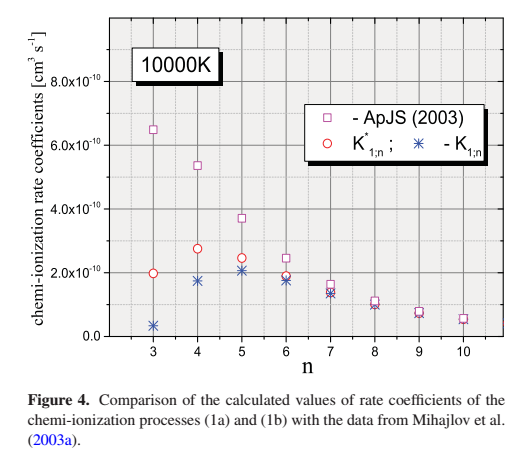 chemi-ionization rate coefficients [cm³ s⁻¹]
10000K
8.0x10⁻¹⁰
6.0x10⁻¹⁰
4.0x10⁻¹⁰
2.0x10⁻¹⁰
0.0
- ApJS (2003)
K*1;n ; - K1;n
3 4 5 6 7 8 9 10
n
Figure 4. Comparison of the calculated values of rate coefficients of the
chemi-ionization processes (1a) and (1b) with the data from Mihajlov et al.
(2003a).